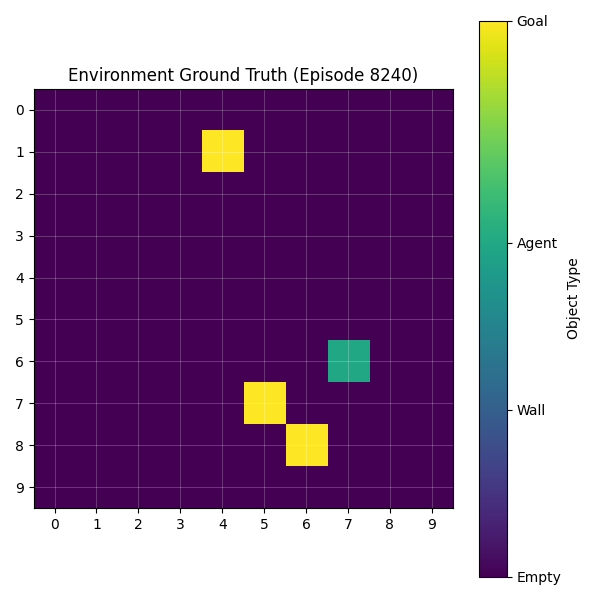 Environment Ground Truth (Episode 8240)
0
1
2
3
4
5
6
7
8
9
0 1 2 3 4 5 6 7 8 9
Goal
Agent
Wall
Empty
Object Type